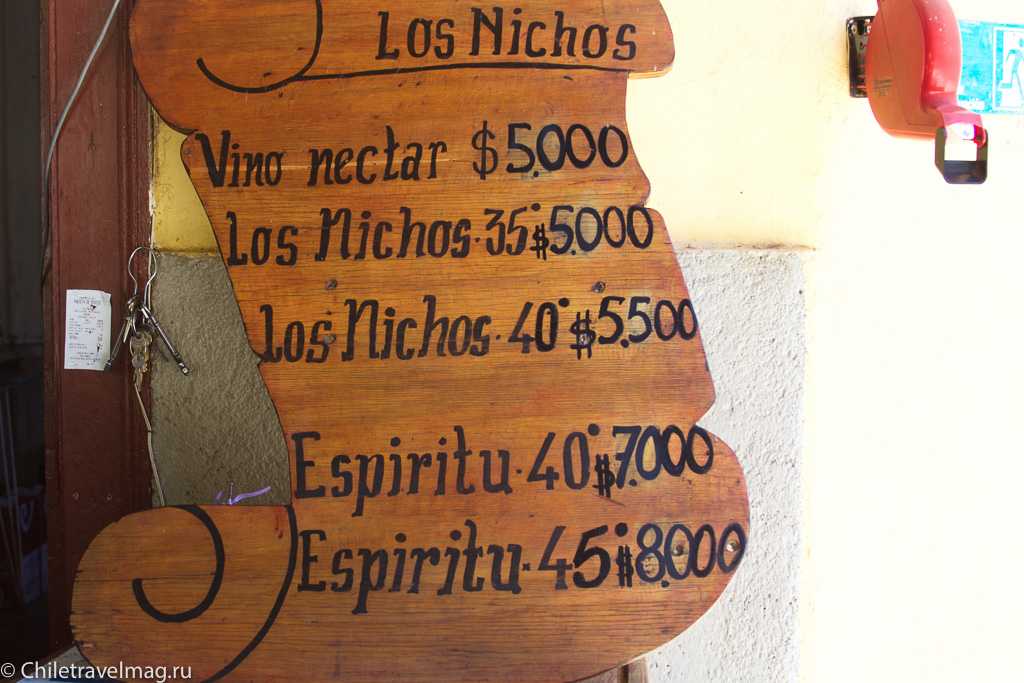 Los Nichos
Vino nectar $5.000
Los Nichos.35° $5.000
Los Nichos.40° $5.500
Espiritu.40° $7.000
Espiritu.45° $8.000
© Chiletravelmag.ru